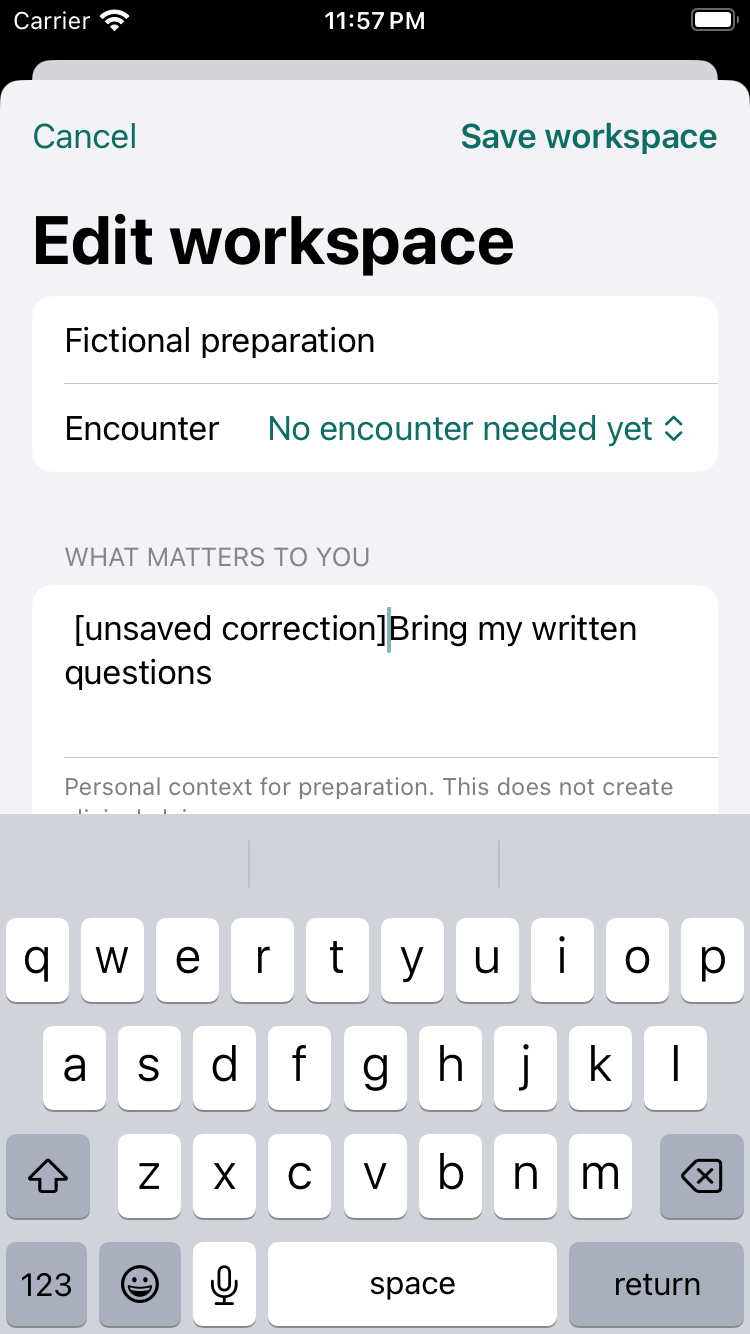 Carrier 11:57 PM
Cancel Save workspace
Edit workspace
Fictional preparation
Encounter No encounter needed yet
WHAT MATTERS TO YOU
[unsaved correction]Bring my written
questions
Personal context for preparation. This does not create
q w e r t y u i o p
a s d f g h j k l
z x c v b n m
123 space return